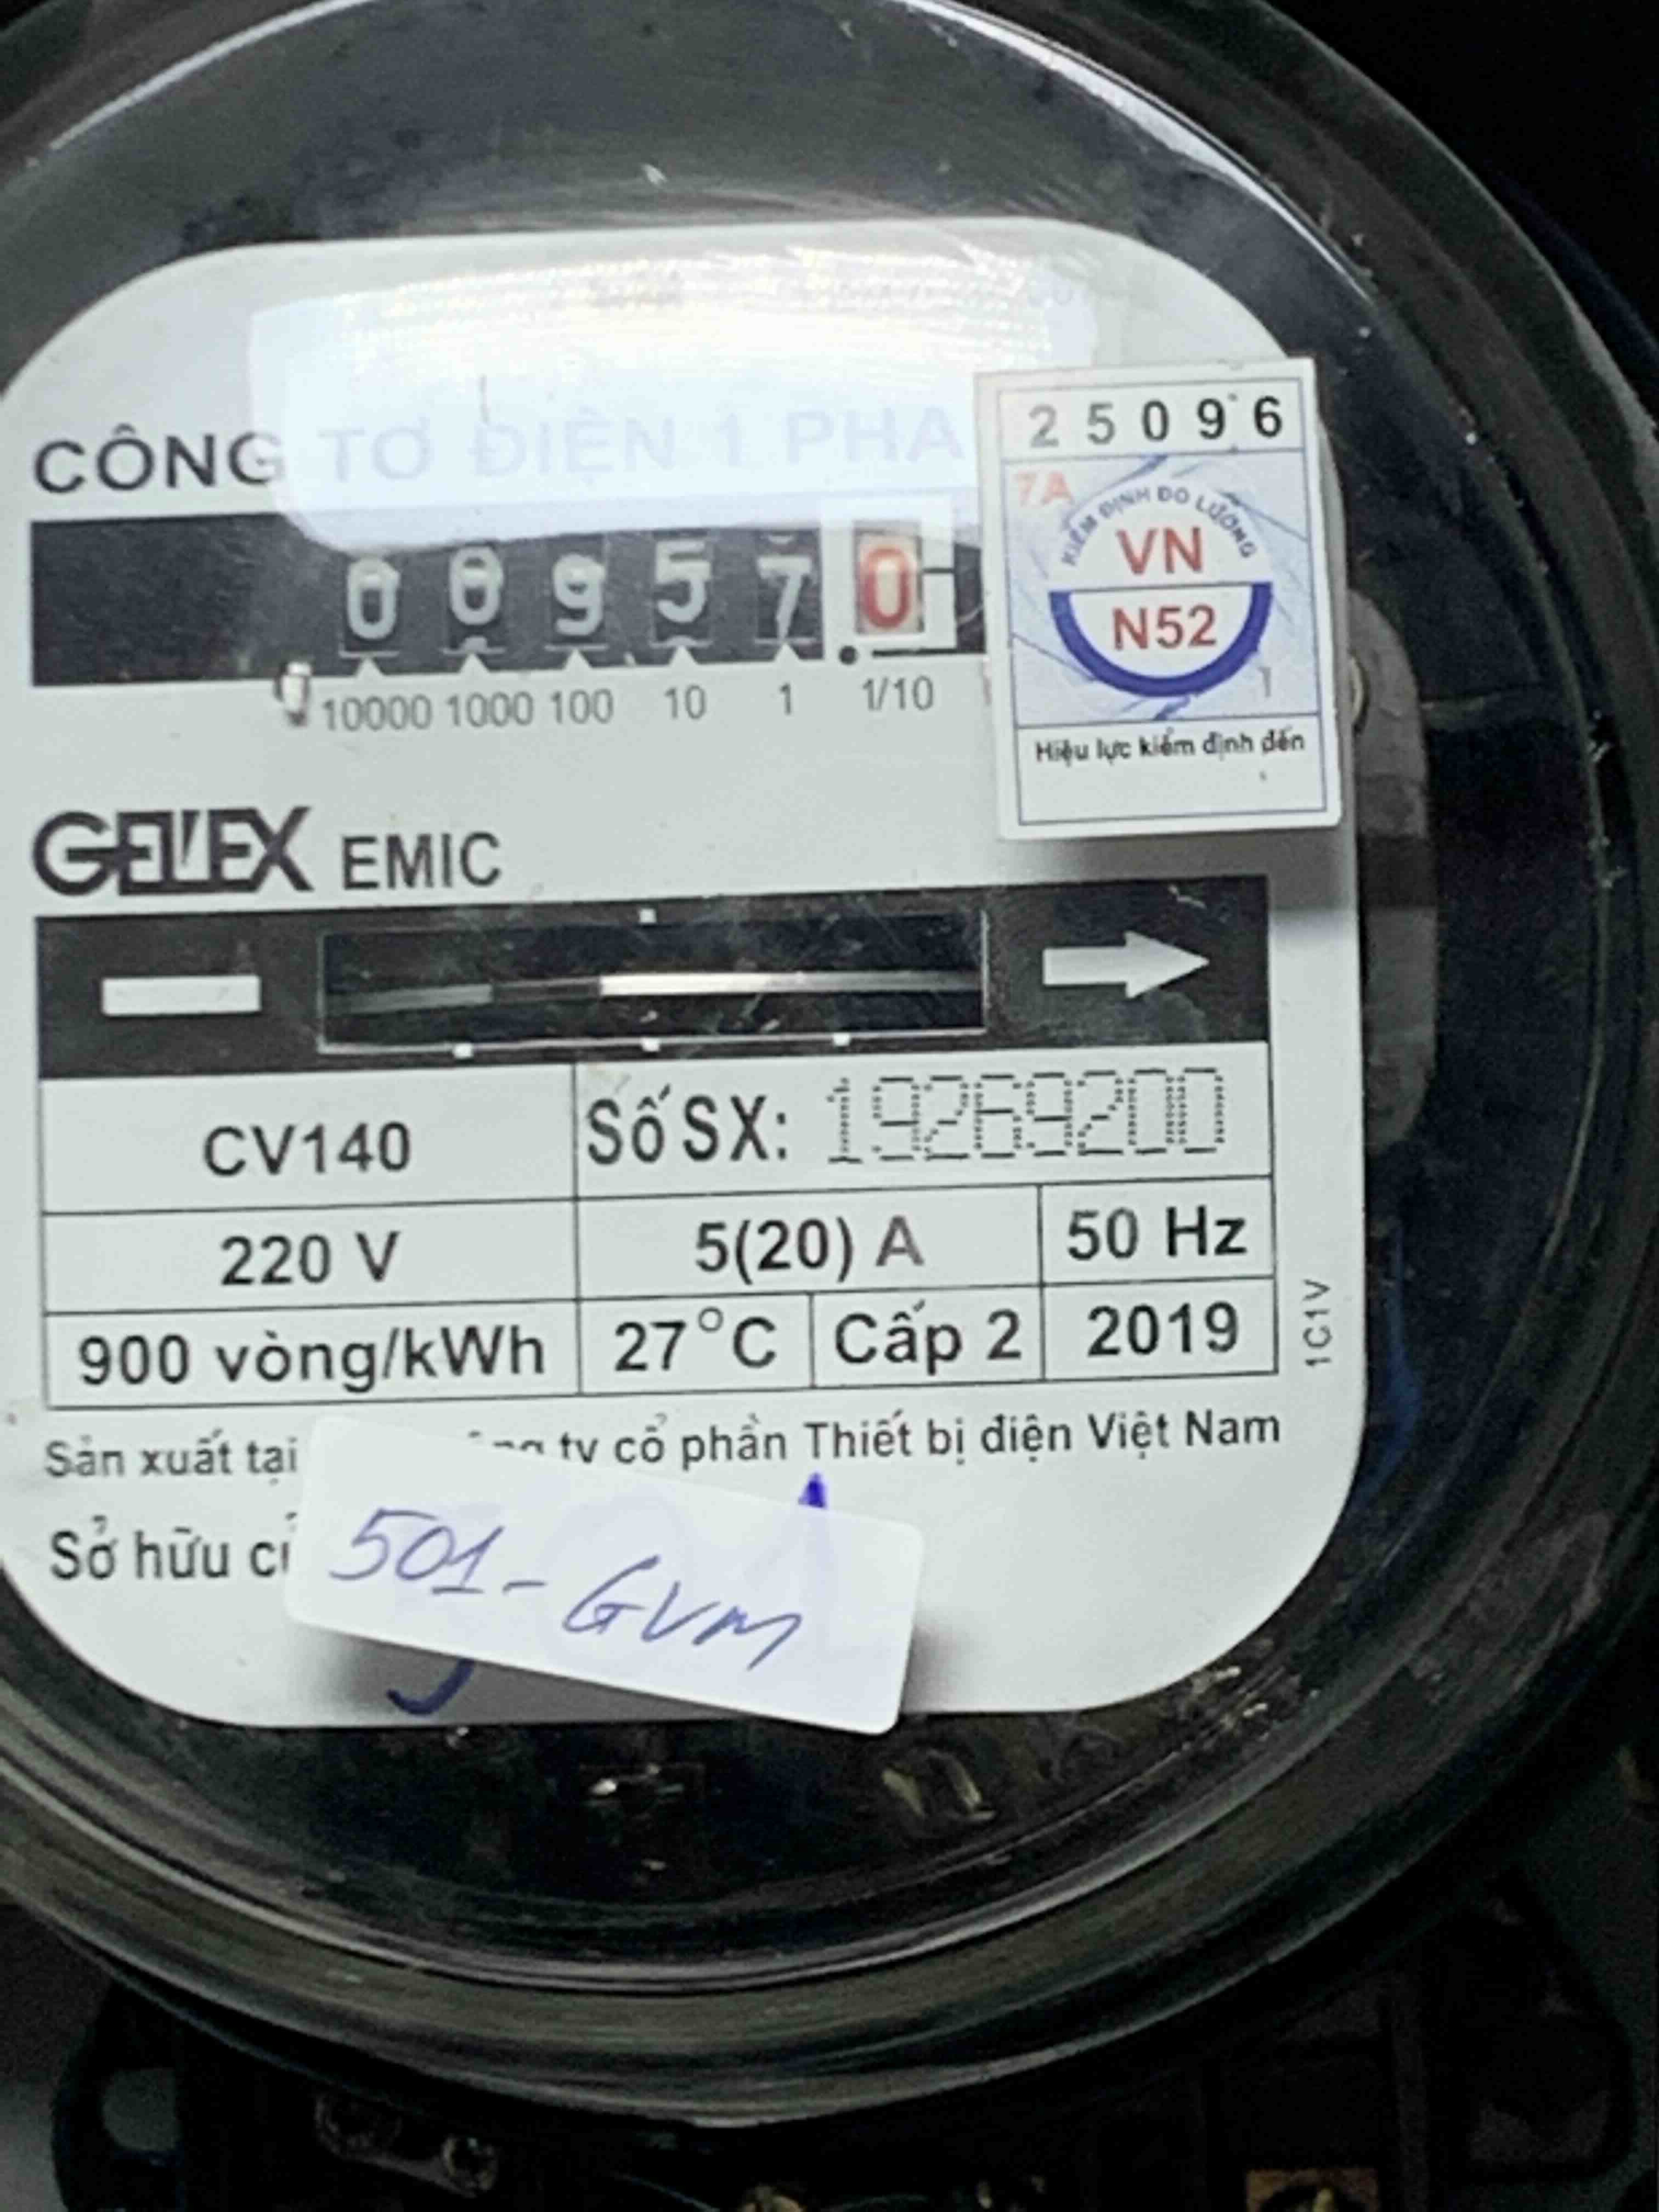 CÔNG TƠ ĐIỆN 1 PHA
25096
7A
KIỂM ĐỊNH ĐO LƯỜNG
VN
N52
1
Hiệu lực kiểm định đến
0 0 9 5 7 0
10000 1000 100 10 1 1/10
GELEX EMIC
CV140 Số SX: 19269200
220 V 5(20) A 50 Hz
900 vòng/kWh 27°C Cấp 2 2019
1C1V
Sản xuất tại ty cổ phần Thiết bị điện Việt Nam
Sở hữu
501-GVM